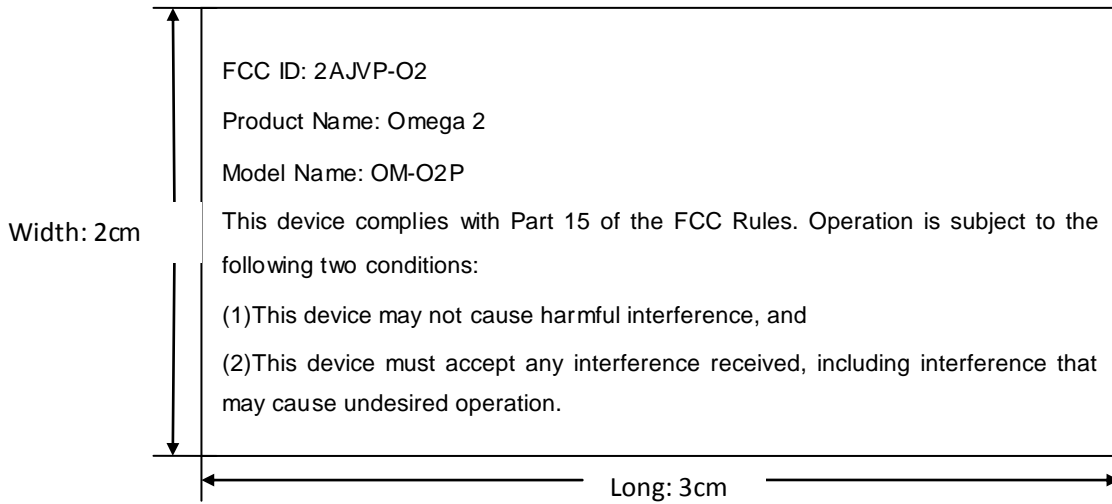 FCC ID: 2AJVP-O2
Product Name: Omega 2
Model Name: OM-O2P
Width: 2cm
This device complies with Part 15 of the FCC Rules. Operation is subject to the
following two conditions:
(1)This device may not cause harmful interference, and
(2)This device must accept any interference received, including interference that
may cause undesired operation.
Long: 3cm